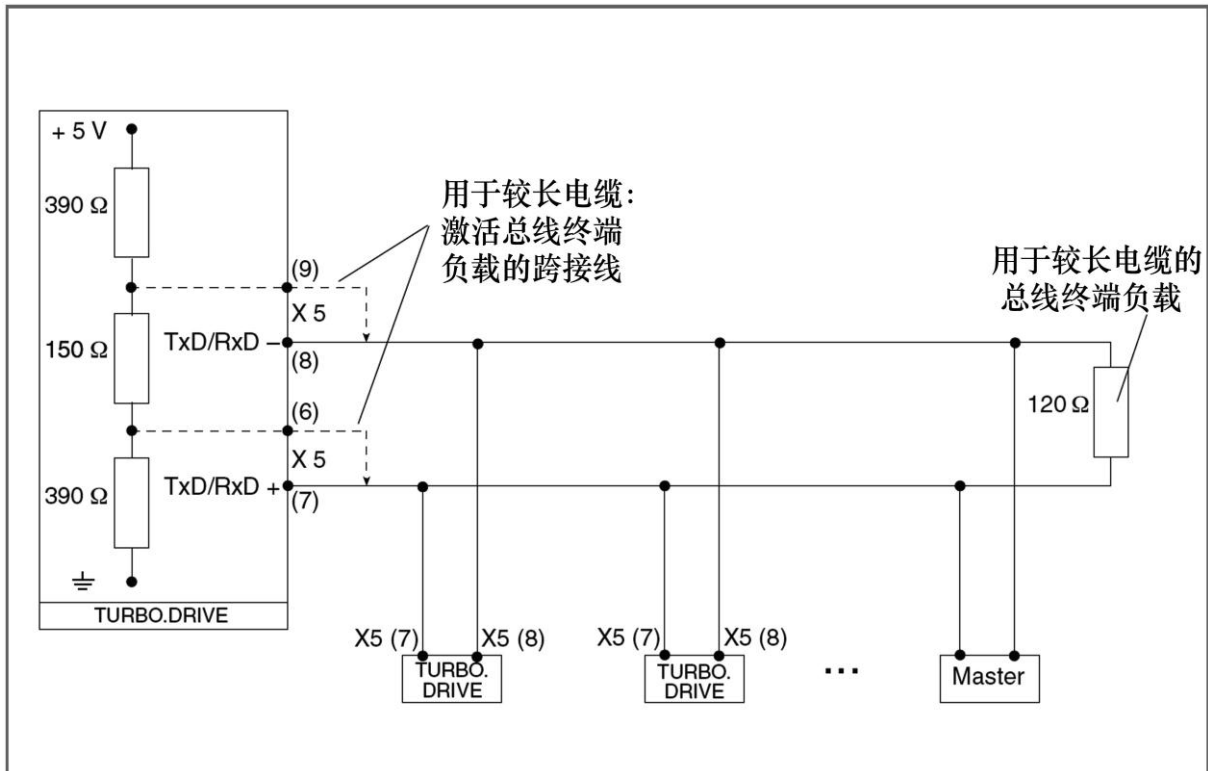 + 5 V
390 Ω
150 Ω
390 Ω
TxD/RxD –
TxD/RxD +
TURBO.DRIVE
(9)
X 5
(8)
(6)
X 5
(7)
用于较长电缆：
激活总线终端
负载的跨接线
用于较长电缆的
总线终端负载
120 Ω
X5 (7)
X5 (8)
TURBO.
DRIVE
X5 (7)
X5 (8)
TURBO.
DRIVE
...
Master